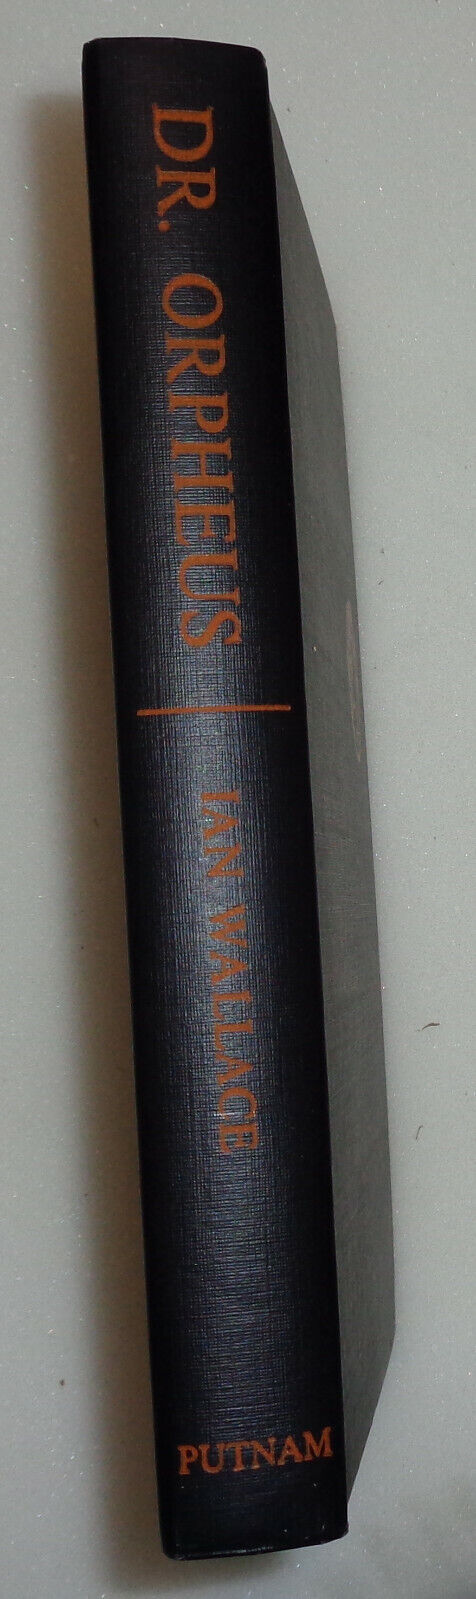 DR. ORPHEUS
IAN WALLACE
PUTNAM